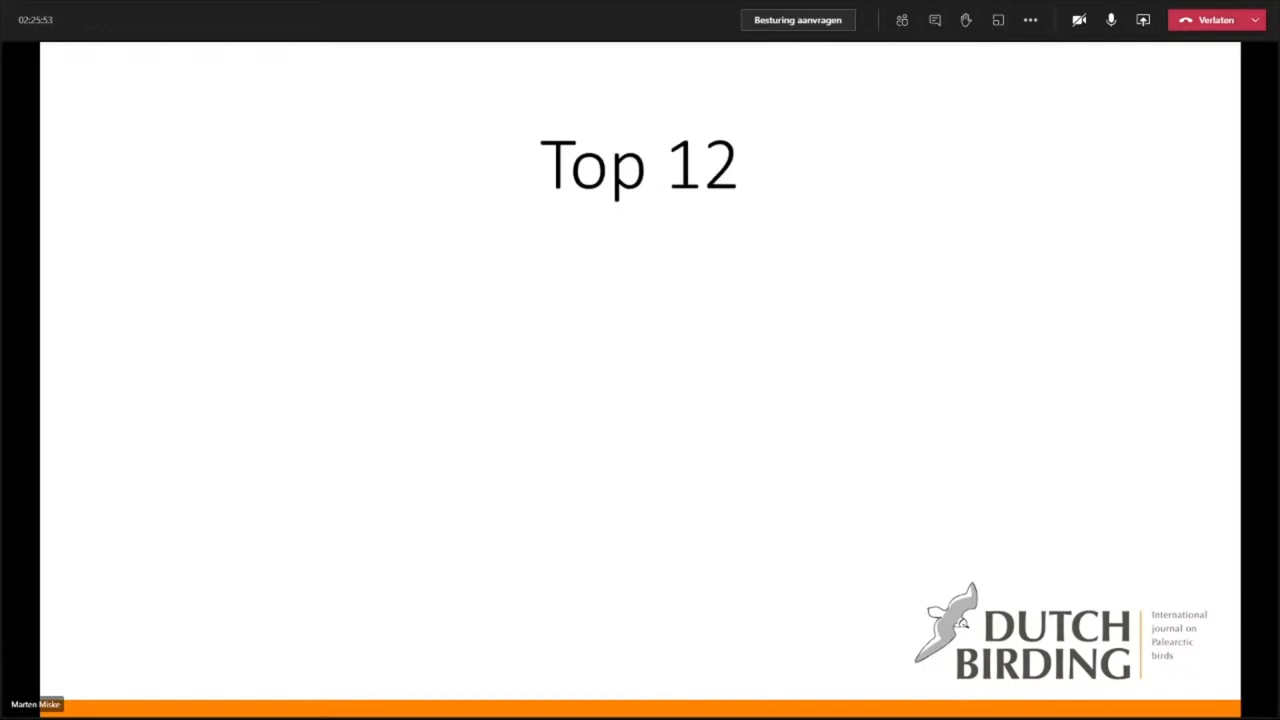 02:25:53
Besturing aanvragen
Verlaten
Top 12
DUTCH
BIRDING
International
journal on
Palearctic
birds
Marten Miske